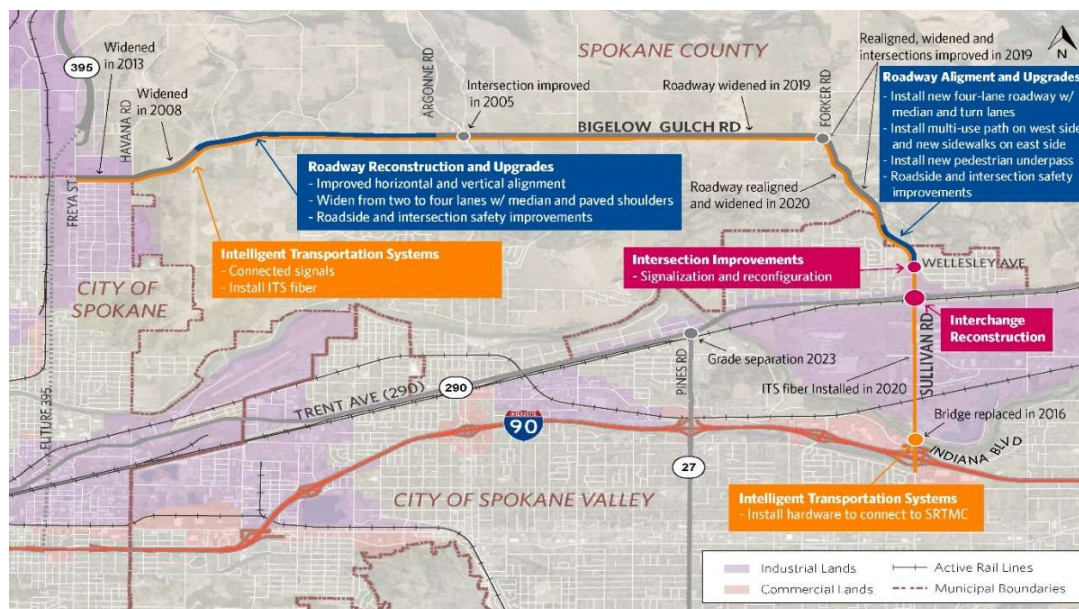 SPOKANE COUNTY
Widened
in 2013
395
HAVANA RD
Widened
in 2008
ARGONNE RD
Intersection improved
in 2005
Roadway widened in 2019
FORKER RD
Realigned, widened and
intersections improved in 2019
N
Roadway Aligment and Upgrades
- Install new four-lane roadway w/
median and turn lanes
- Install multi-use path on west side
and new sidewalks on east side
- Install new pedestrian underpass
- Roadside and intersection safety
improvements
BIGELOW GULCH RD
FREYA ST
Roadway Reconstruction and Upgrades
- Improved horizontal and vertical alignment
- Widen from two to four lanes w/ median and paved shoulders
- Roadside and intersection safety improvements
Roadway realigned
and widened in 2020
Intelligent Transportation Systems
- Connected signals
- Install ITS fiber
Intersection Improvements
- Signalization and reconfiguration
WELLESLEY AVE
CITY OF
SPOKANE
Interchange
Reconstruction
PINES RD
Grade separation 2023
SULLIVAN RD
ITS fiber Installed in 2020
TRENT AVE (290)
290
FUTURE 395
90
Bridge replaced in 2016
INDIANA BLVD
27
CITY OF SPOKANE VALLEY
Intelligent Transportation Systems
- Install hardware to connect to SRTMC
Industrial Lands
Active Rail Lines
Commercial Lands
Municipal Boundaries